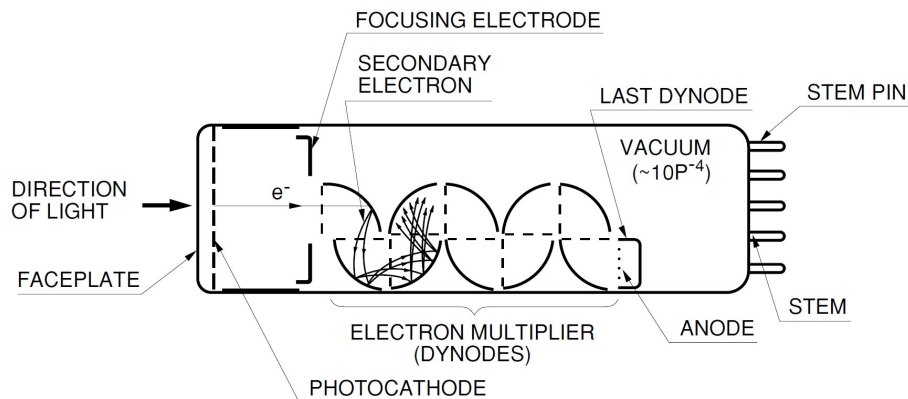 FOCUSING ELECTRODE
SECONDARY
ELECTRON
LAST DYNODE
STEM PIN
VACUUM
(~10P⁻⁴)
DIRECTION
OF LIGHT
e⁻
FACEPLATE
STEM
ELECTRON MULTIPLIER
(DYNODES)
ANODE
PHOTOCATHODE